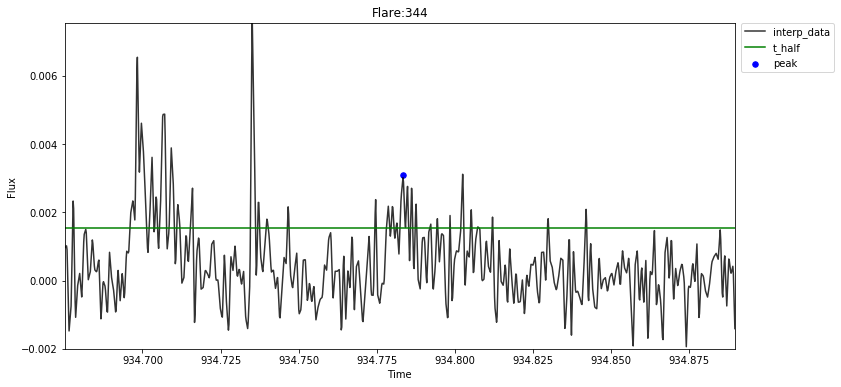 Flare:344
interp_data
t_half
peak
0.006
0.004
0.002
0.000
−0.002
Flux
934.700
934.725
934.750
934.775
934.800
934.825
934.850
934.875
Time